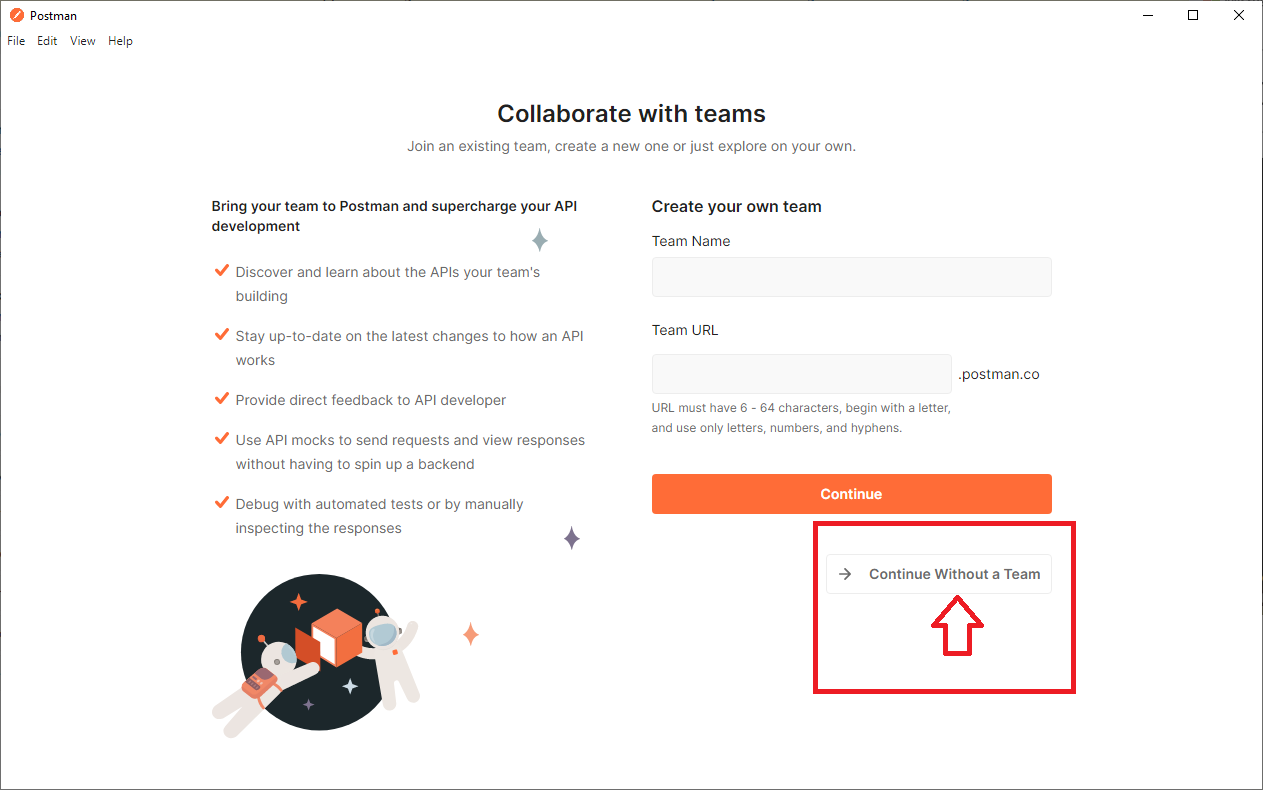 Postman
File Edit View Help
Collaborate with teams
Join an existing team, create a new one or just explore on your own.
Bring your team to Postman and supercharge your API
development
Discover and learn about the APIs your team's
building
Stay up-to-date on the latest changes to how an API
works
Provide direct feedback to API developer
Use API mocks to send requests and view responses
without having to spin up a backend
Debug with automated tests or by manually
inspecting the responses
Create your own team
Team Name
Team URL
.postman.co
URL must have 6 - 64 characters, begin with a letter,
and use only letters, numbers, and hyphens.
Continue
Continue Without a Team